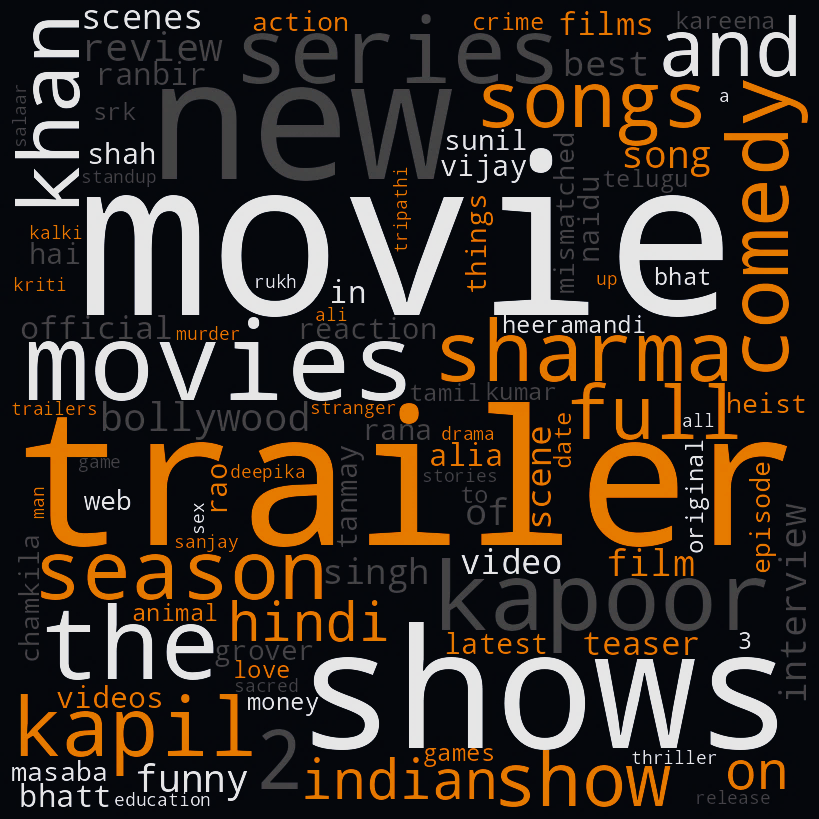 scenes action crime films kareena
review series best and
ranbir
khan new songs a
salaar srk
comedy
shah sunil song
standup vijay mismatched naidu telugu
movie
tripathi things
kalki
hai
kriti rukh in up bhat
ali
official murder reaction heeramandi
movies sharma
trailers bollywood stranger tamil kumar full heist
rana drama date all
trailer
game deepika alia scene original
man web sex rao tanmay stories episode
to of
sanjay
chamkila season singh video film interview
kapoor
the animal hindi
grover latest teaser 3
love
sacred shows
videos money
kapil
2 games thriller
masaba funny indian show on
bhatt education release